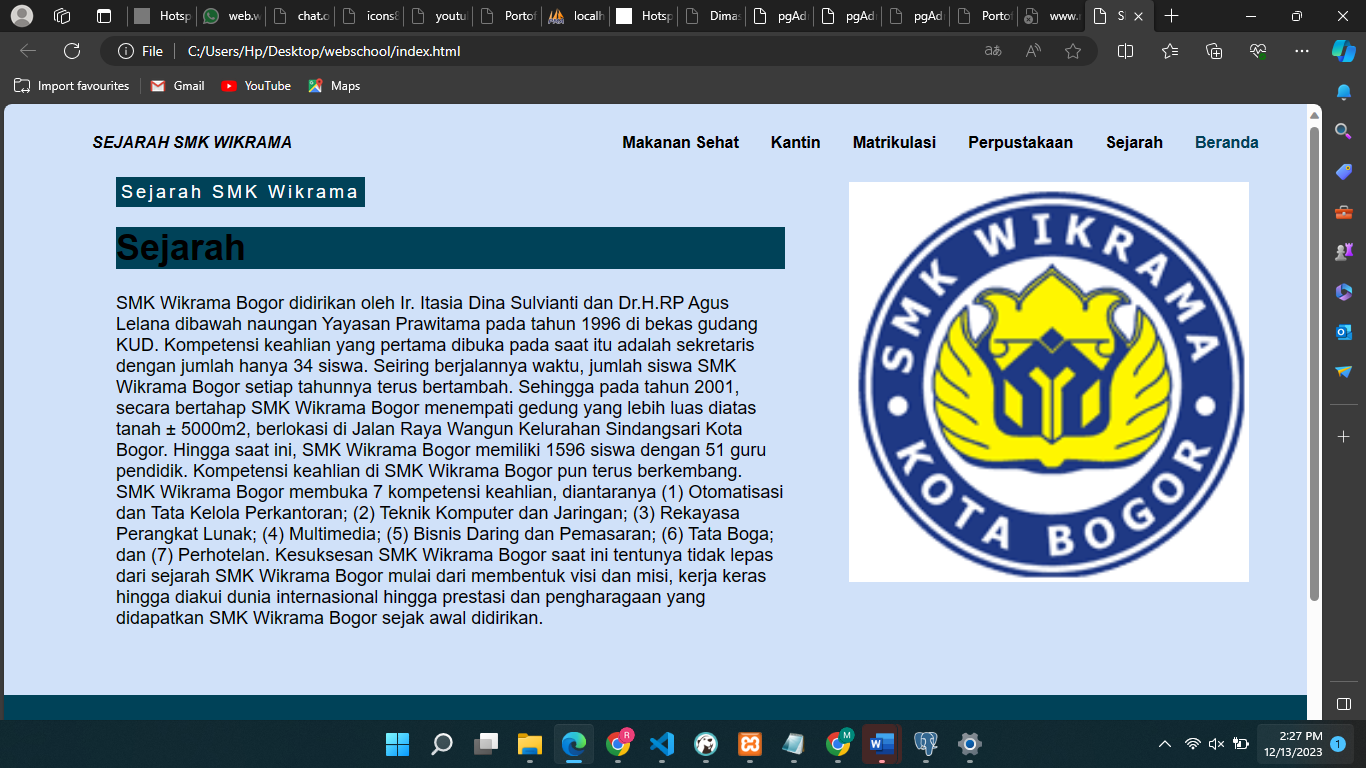 Hotsp
web.w
chat.o
icons8
youtu
Portof
localh
Hotsp
Dimas
pgAd
pgAd
pgAd
Portof
www.
File
C:/Users/Hp/Desktop/webschool/index.html
Import favourites
Gmail
YouTube
Maps
SEJARAH SMK WIKRAMA
Makanan Sehat
Kantin
Matrikulasi
Perpustakaan
Sejarah
Beranda
Sejarah SMK Wikrama
Sejarah
SMK Wikrama Bogor didirikan oleh Ir. Itasia Dina Sulvianti dan Dr.H.RP Agus
Lelana dibawah naungan Yayasan Prawitama pada tahun 1996 di bekas gudang
KUD. Kompetensi keahlian yang pertama dibuka pada saat itu adalah sekretaris
dengan jumlah hanya 34 siswa. Seiring berjalannya waktu, jumlah siswa SMK
Wikrama Bogor setiap tahunnya terus bertambah. Sehingga pada tahun 2001,
secara bertahap SMK Wikrama Bogor menempati gedung yang lebih luas diatas
tanah ± 5000m2, berlokasi di Jalan Raya Wangun Kelurahan Sindangsari Kota
Bogor. Hingga saat ini, SMK Wikrama Bogor memiliki 1596 siswa dengan 51 guru
pendidik. Kompetensi keahlian di SMK Wikrama Bogor pun terus berkembang.
SMK Wikrama Bogor membuka 7 kompetensi keahlian, diantaranya (1) Otomatisasi
dan Tata Kelola Perkantoran; (2) Teknik Komputer dan Jaringan; (3) Rekayasa
Perangkat Lunak; (4) Multimedia; (5) Bisnis Daring dan Pemasaran; (6) Tata Boga;
dan (7) Perhotelan. Kesuksesan SMK Wikrama Bogor saat ini tentunya tidak lepas
dari sejarah SMK Wikrama Bogor mulai dari membentuk visi dan misi, kerja keras
hingga diakui dunia internasional hingga prestasi dan pengharagaan yang
didapatkan SMK Wikrama Bogor sejak awal didirikan.
SMK WIKRAMA
KOTA BOGOR
2:27 PM
12/13/2023
1